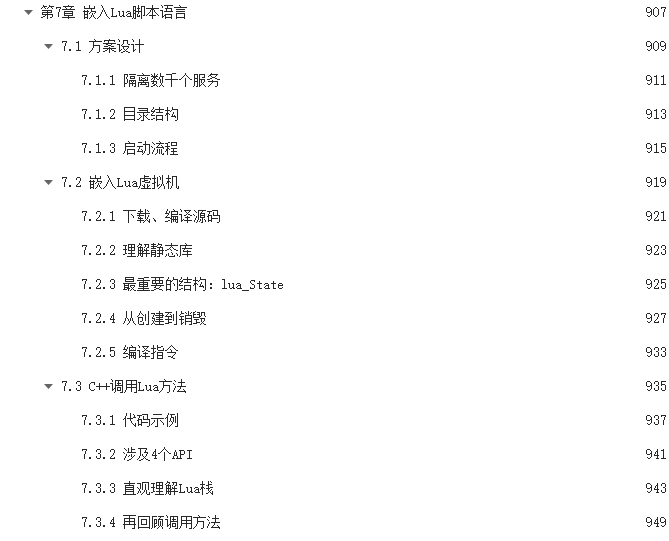 第7章 嵌入Lua脚本语言 907
7.1 方案设计 909
7.1.1 隔离数千个服务 911
7.1.2 目录结构 913
7.1.3 启动流程 915
7.2 嵌入Lua虚拟机 919
7.2.1 下载、编译源码 921
7.2.2 理解静态库 923
7.2.3 最重要的结构：lua_State 925
7.2.4 从创建到销毁 927
7.2.5 编译指令 933
7.3 C++调用Lua方法 935
7.3.1 代码示例 937
7.3.2 涉及4个API 941
7.3.3 直观理解Lua栈 943
7.3.4 再回顾调用方法 949